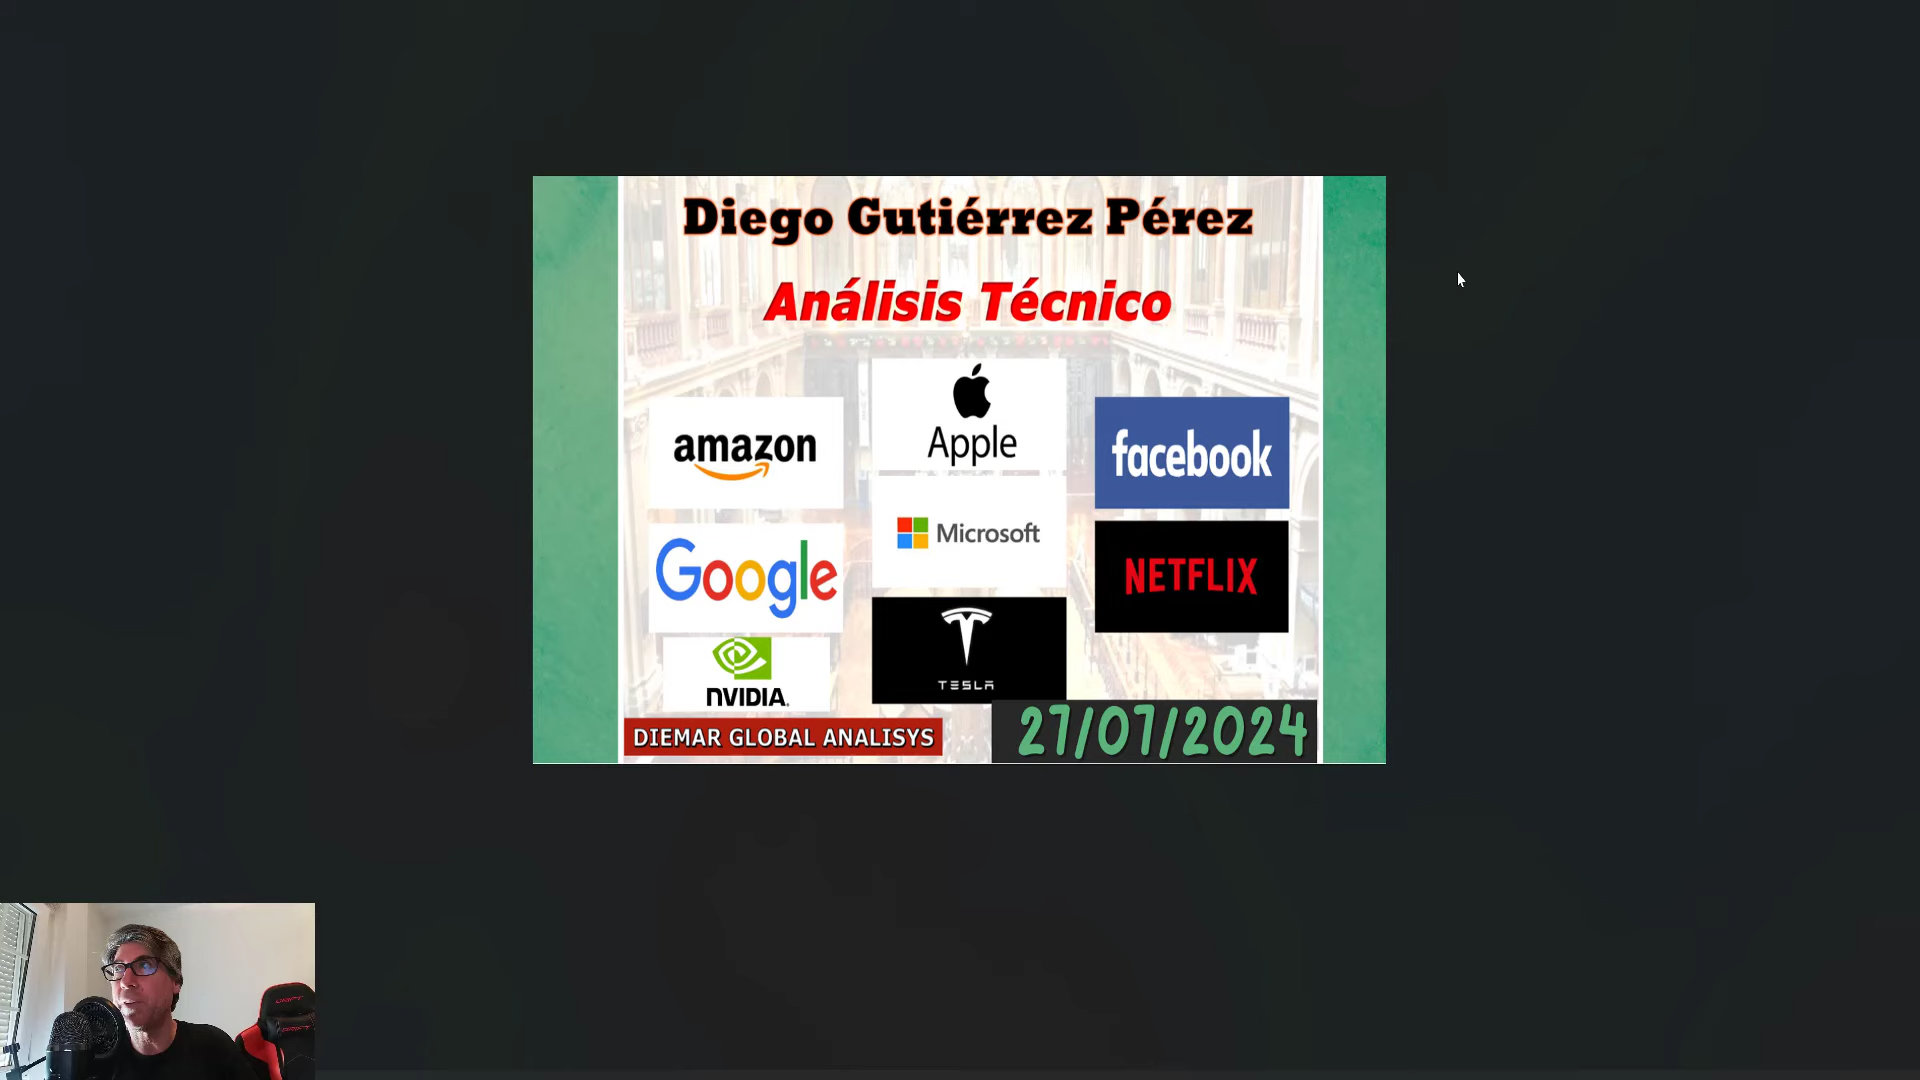 Diego Gutiérrez Pérez
Análisis Técnico
amazon
Apple
facebook
Google
Microsoft
NETFLIX
NVIDIA
TESLA
DIEMAR GLOBAL ANALISYS
27/07/2024